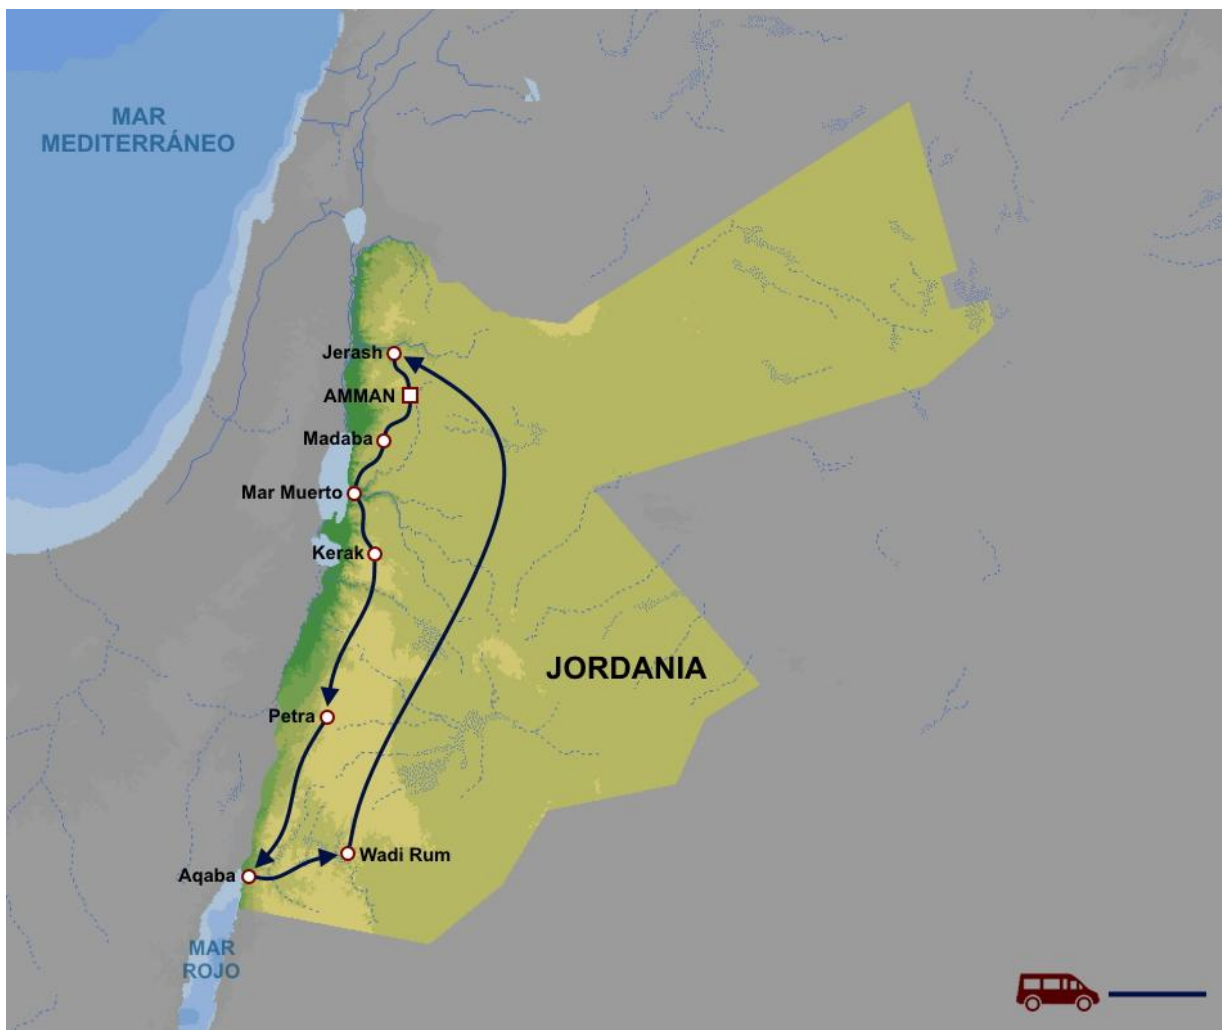 MAR
MEDITERRÁNEO
Jerash
AMMAN
Madaba
Mar Muerto
Kerak
JORDANIA
Petra
Wadi Rum
Aqaba
MAR
ROJO